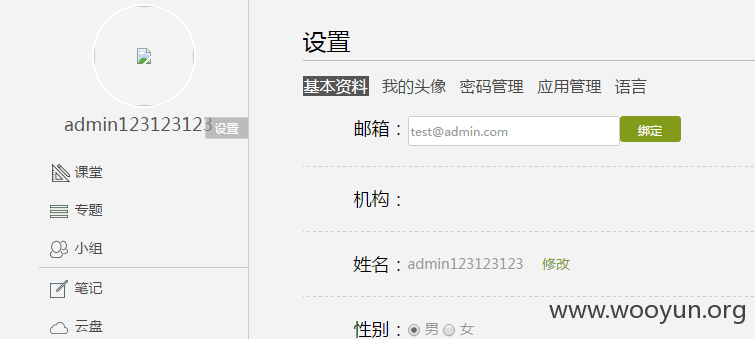 设置
基本资料 我的头像 密码管理 应用管理 语言
admin123123123 设置
邮箱： test@admin.com 绑定
课堂
机构：
专题
小组
姓名：admin123123123 修改
笔记
www.wooyun.org
云盘
性别： 男 女